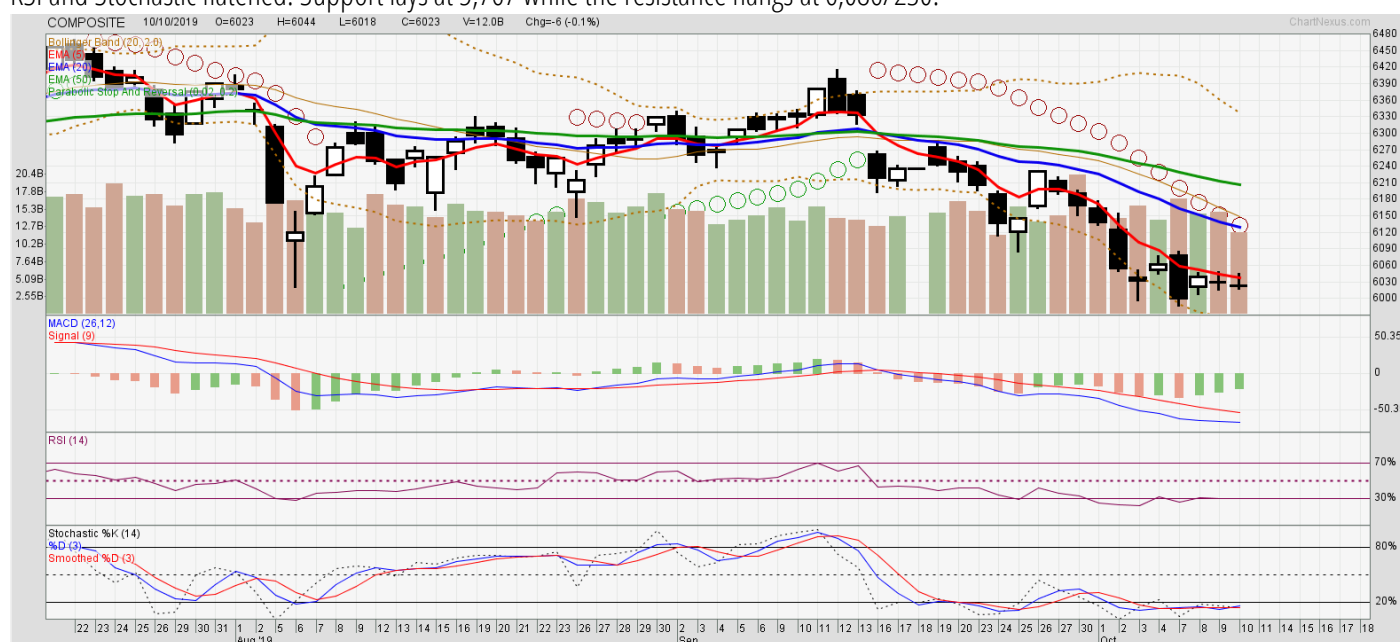 RSI and Stochastic flatened. Support lays at 5,767 while the resistance hangs at 6,080/230.
COMPOSITE 10/10/2019 O=6023 H=6044 L=6018 C=6023 V=12.0B Chg=-6 (-0.1%) ChartNexus.com
Bollinger Band (20, 2.0)
EMA (5)
EMA (20)
EMA (50)
Parabolic Stop And Reversal (0.02, 0.2)
20.4B
17.8B
15.3B
12.7B
10.2B
7.64B
5.09B
2.55B
6480
6450
6420
6390
6360
6330
6300
6270
6240
6210
6180
6150
6120
6090
6060
6030
6000
MACD (26,12)
Signal (9)
50.35
0
-50.3
RSI (14)
70%
30%
Stochastic %K (14)
%D (3)
Smoothed %D (3)
80%
20%
22 23 24 25 26 29 30 31 1 2 5 6 7 8 9 12 13 14 15 16 19 20 21 22 23 26 27 28 29 30 2 3 4 5 6 9 10 11 12 13 16 17 18 19 20 23 24 25 26 27 30 1 2 3 4 7 8 9 10 11 14 15 16 17 18
Aug '19 Sep Oct